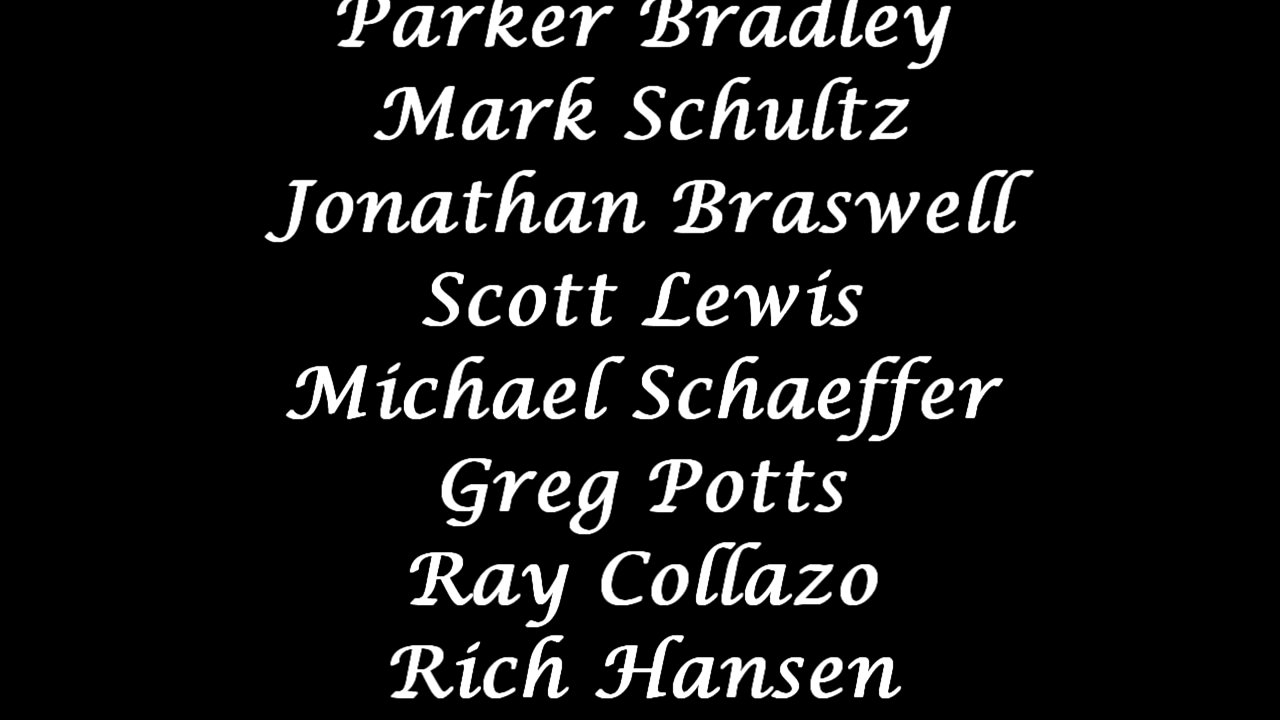 Parker Bradley
Mark Schultz
Jonathan Braswell
Scott Lewis
Michael Schaeffer
Greg Potts
Ray Collazo
Rich Hansen